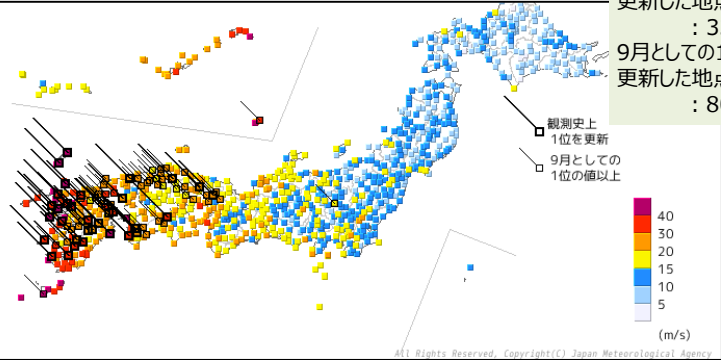 更新した地点
: 3
9月としての1
更新した地点
: 8
観測史上
1位を更新
9月としての
1位の値以上
40
30
20
15
10
5
(m/s)
All Rights Reserved, Copyright(C) Japan Meteorological Agency